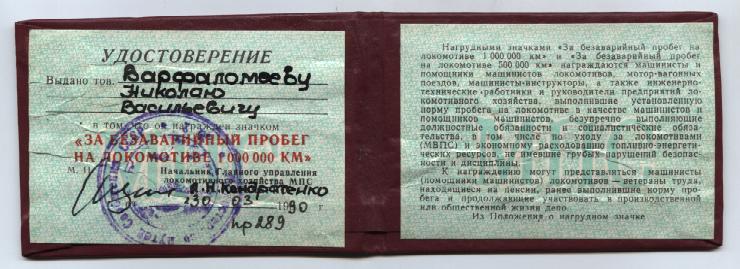 УДОСТОВЕРЕНИЕ
Выдано тов. Варфаломееву
Николаю
Васильевичу
в том, что он награжден значком
«ЗА БЕЗАВАРИЙНЫЙ ПРОБЕГ
НА ЛОКОМОТИВЕ 1 000 000 КМ»
М. П. Начальник Главного управления
локомотивного хозяйства МПС
А.Н. Кондратенко
«30» 03 1990 г
пр 289
Нагрудными значками «За безаварийный пробег на
локомотиве 1 000 000 км» и «За безаварийный пробег
на локомотиве 500 000 км» награждаются машинисты и
помощники машинистов локомотивов, мотор-вагонных
поездов, машинисты-инструкторы, а также инженерно-
технические работники и руководители предприятий ло-
комотивного хозяйства, выполнившие установленную
норму пробега на локомотиве в качестве машинистов и
помощников машинистов, безупречно выполняющие
должностные обязанности и социалистические обяза-
тельства, в том числе по уходу за локомотивами
(МВПС) и экономному расходованию топливно-энергети-
ческих ресурсов, не имевшие грубых нарушений безопас-
ности и дисциплины.
К награждению могут представляться машинисты
(помощники машинистов) локомотивов — ветераны труда,
находящиеся на пенсии, ранее выполнившие норму про-
бега и продолжающие участвовать в производственной
или общественной жизни депо.
Из Положения о нагрудном значке